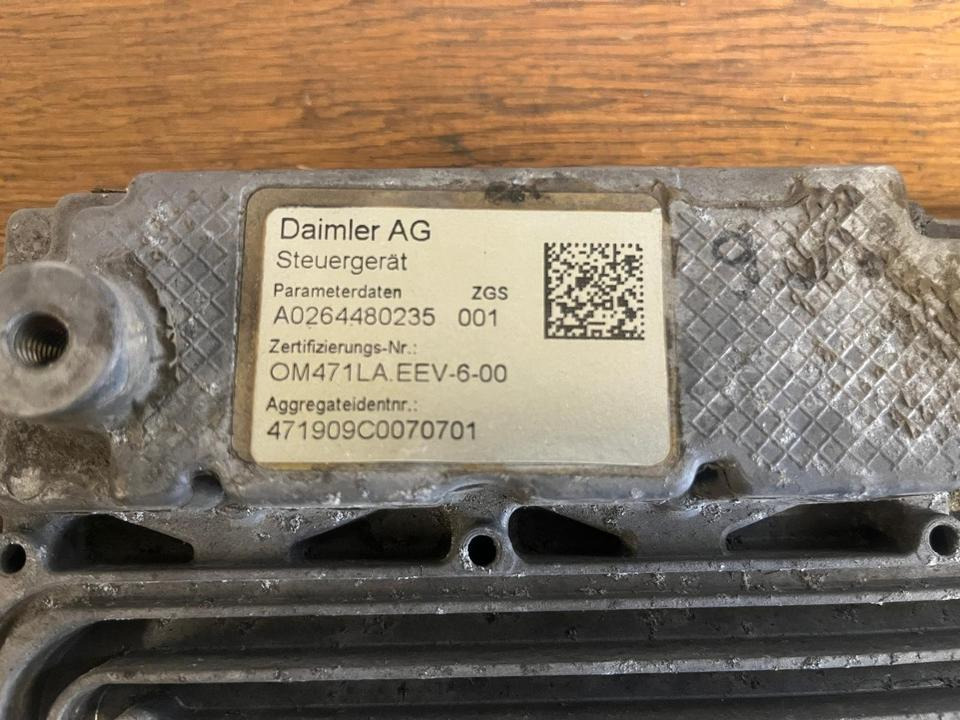 Daimler AG
Steuergerät
Parameterdaten ZGS
A0264480235 001
Zertifizierungs-Nr.:
OM471LA.EEV-6-00
Aggregateidentnr.:
471909C0070701